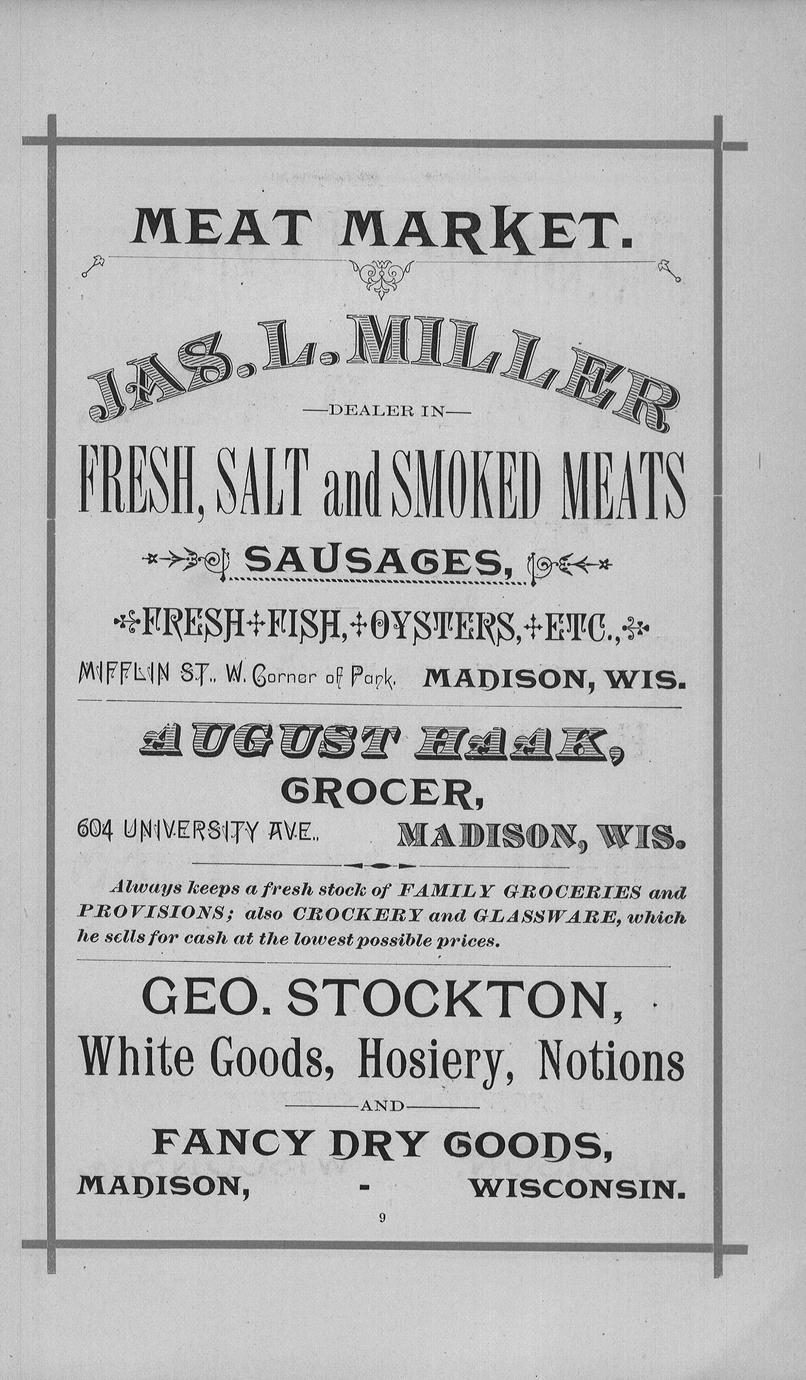 MEAT MARKET.
JAS. L. MILLER
—DEALER IN—
FRESH, SALT and SMOKED MEATS
SAUSAGES,
FRESH FISH, OYSTERS, ETC.,
MIFFLIN ST., W. Corner of Park. MADISON, WIS.
AUGUST HAAK,
GROCER,
604 UNIVERSITY AVE., MADISON, WIS.
Always keeps a fresh stock of FAMILY GROCERIES and
PROVISIONS; also CROCKERY and GLASSWARE, which
he sells for cash at the lowest possible prices.
GEO. STOCKTON,
White Goods, Hosiery, Notions
AND
FANCY DRY GOODS,
MADISON, - WISCONSIN.
9